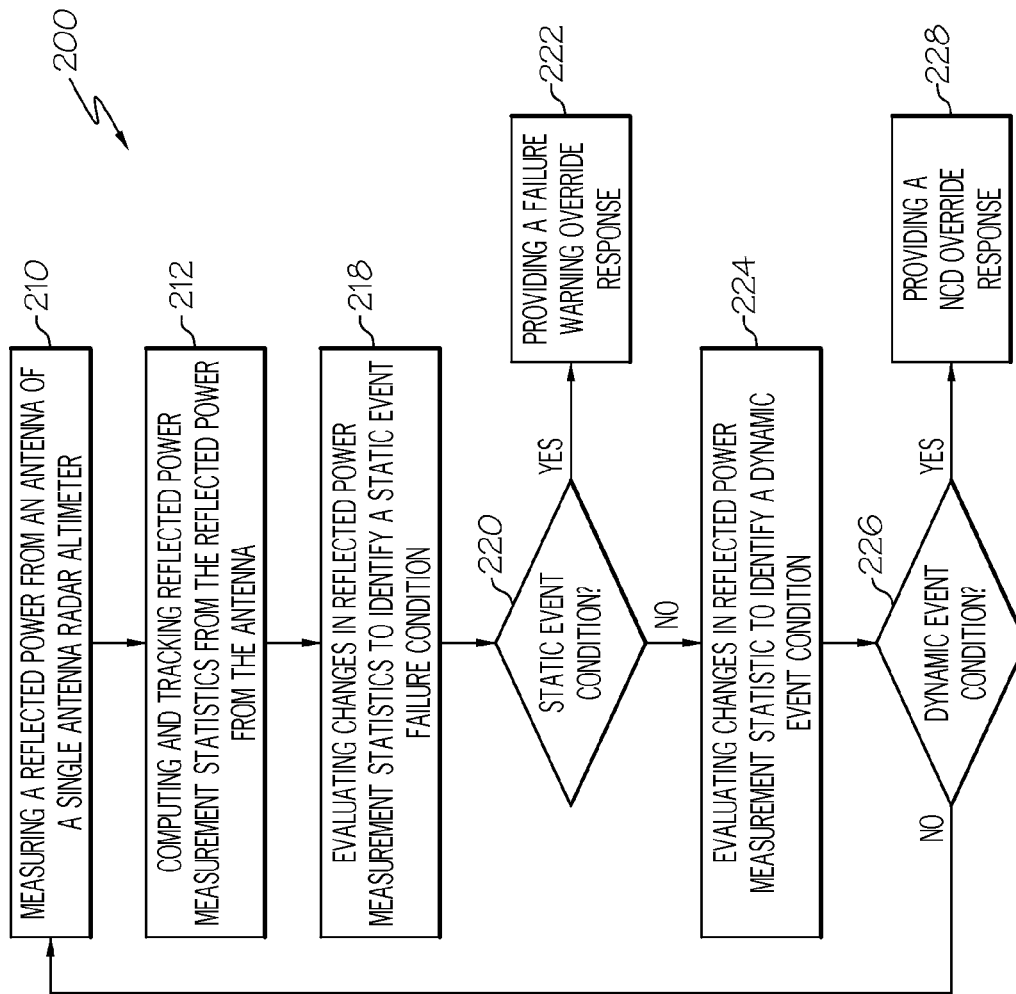 200
210
MEASURING A REFLECTED POWER FROM AN ANTENNA OF
A SINGLE ANTENNA RADAR ALTIMETER
212
COMPUTING AND TRACKING REFLECTED POWER
MEASUREMENT STATISTICS FROM THE REFLECTED POWER
FROM THE ANTENNA
218
EVALUATING CHANGES IN REFLECTED POWER
MEASUREMENT STATISTICS TO IDENTIFY A STATIC EVENT
FAILURE CONDITION
220
STATIC EVENT
CONDITION?
YES
222
PROVIDING A FAILURE
WARNING OVERRIDE
RESPONSE
NO
224
EVALUATING CHANGES IN REFLECTED POWER
MEASUREMENT STATISTIC TO IDENTIFY A DYNAMIC
EVENT CONDITION
226
DYNAMIC EVENT
CONDITION?
YES
228
PROVIDING A
NCD OVERRIDE
RESPONSE
NO